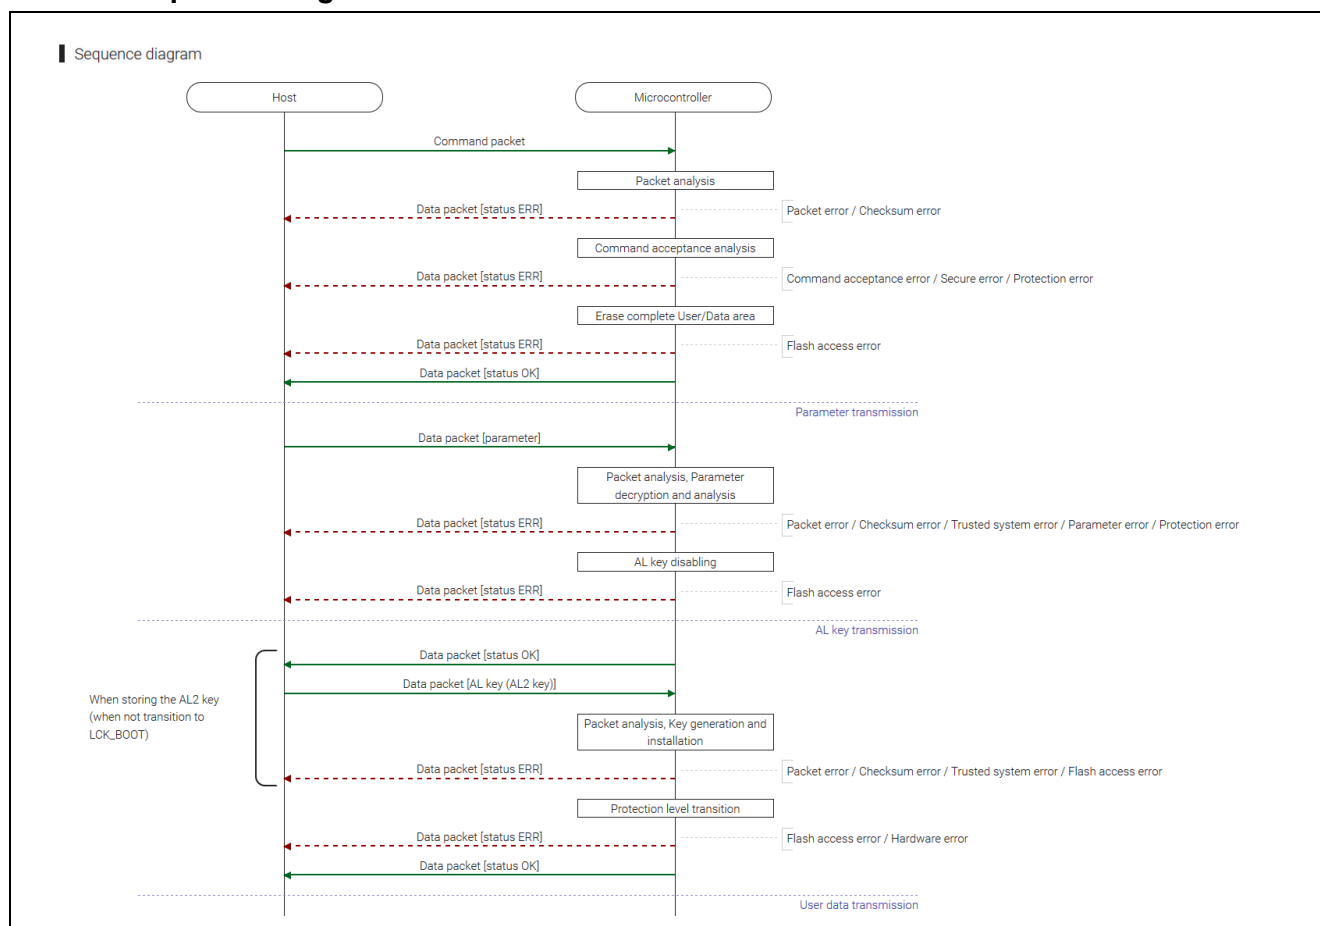 Sequence diagram
Host
Microcontroller
Command packet
Packet analysis
Data packet [status ERR]
Packet error / Checksum error
Command acceptance analysis
Data packet [status ERR]
Command acceptance error / Secure error / Protection error
Erase complete User/Data area
Data packet [status ERR]
Flash access error
Data packet [status OK]
Parameter transmission
Data packet [parameter]
Packet analysis, Parameter
decryption and analysis
Data packet [status ERR]
Packet error / Checksum error / Trusted system error / Parameter error / Protection error
AL key disabling
Data packet [status ERR]
Flash access error
AL key transmission
Data packet [status OK]
Data packet [AL key (AL2 key)]
When storing the AL2 key
(when not transition to
LCK_BOOT)
Packet analysis, Key generation and
installation
Data packet [status ERR]
Packet error / Checksum error / Trusted system error / Flash access error
Protection level transition
Data packet [status ERR]
Flash access error / Hardware error
Data packet [status OK]
User data transmission